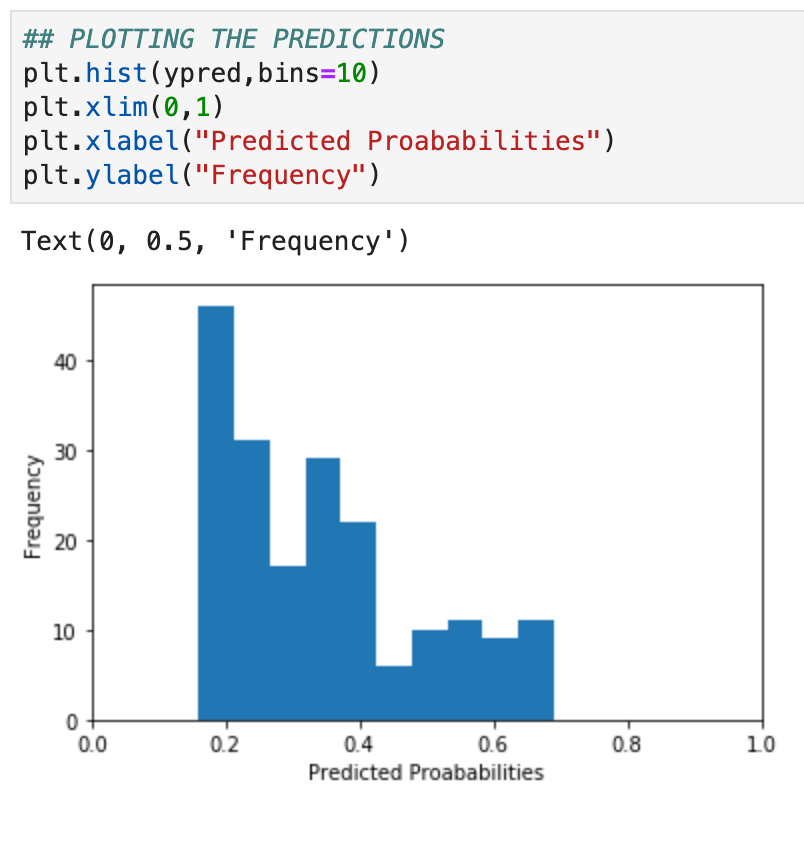 ## PLOTTING THE PREDICTIONS
plt.hist(ypred,bins=10)
plt.xlim(0,1)
plt.xlabel("Predicted Proababilities")
plt.ylabel("Frequency")
Text(0, 0.5, 'Frequency')
40
30
20
10
0
Frequency
0.0 0.2 0.4 0.6 0.8 1.0
Predicted Proababilities